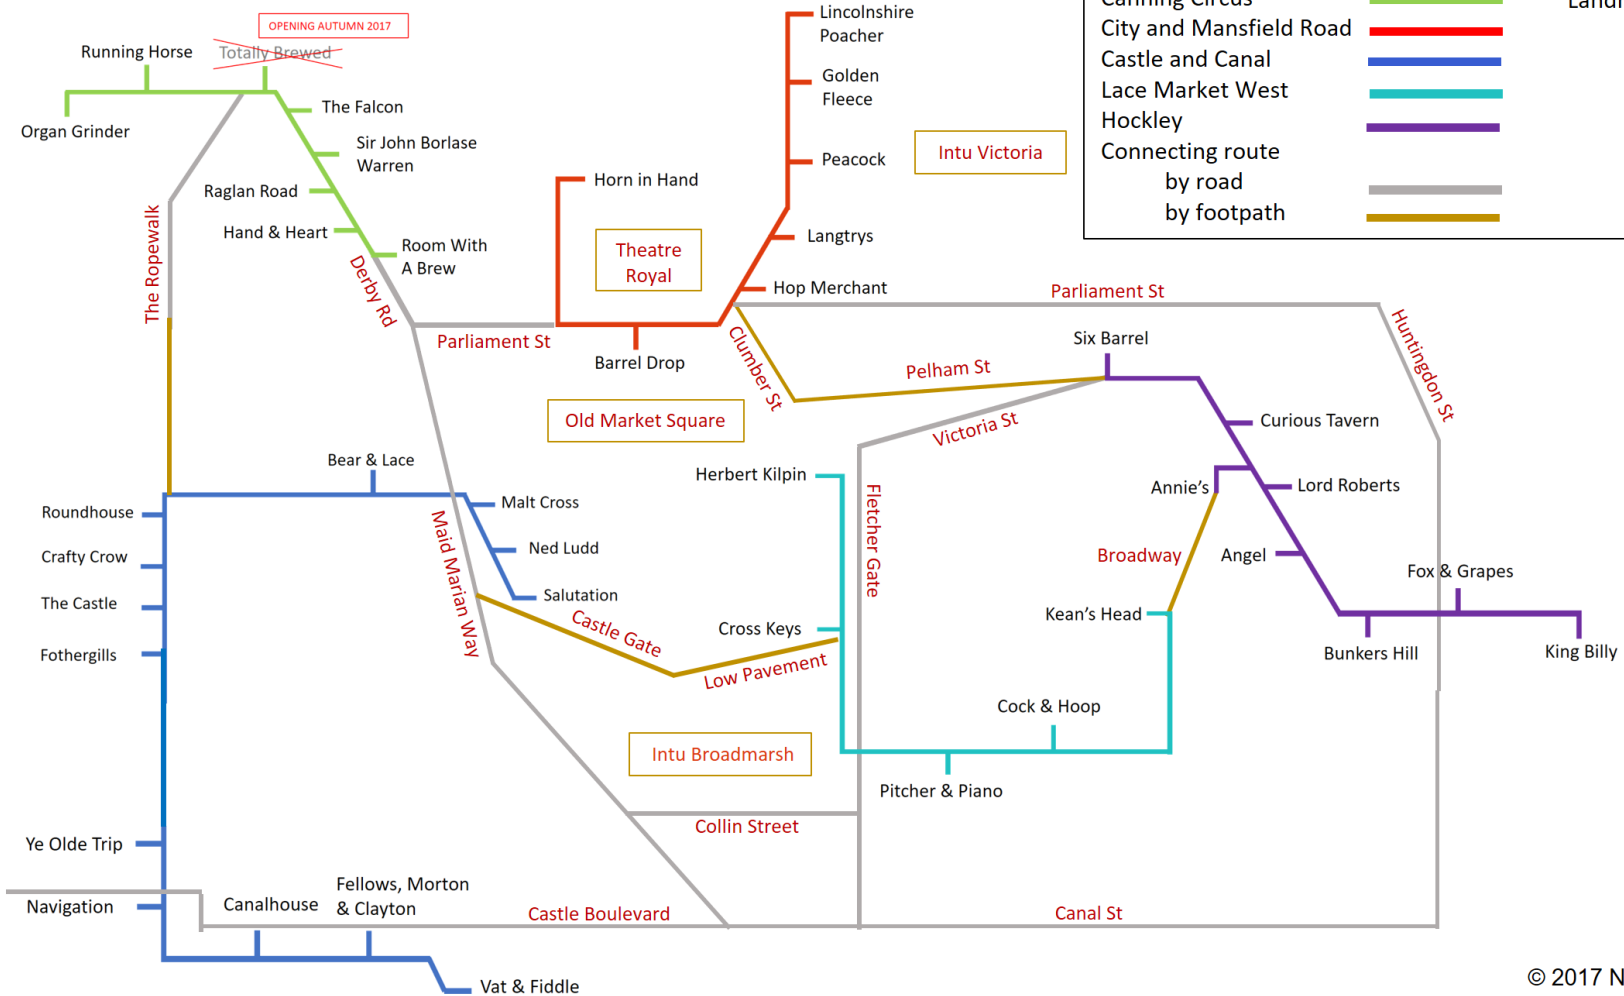 Canning Circus
City and Mansfield Road
Castle and Canal
Lace Market West
Hockley
Connecting route
by road
by footpath
OPENING AUTUMN 2017
Running Horse
Totally Brewed
Organ Grinder
The Falcon
Sir John Borlase
Warren
Raglan Road
Hand & Heart
Room With
A Brew
The Ropewalk
Derby Rd
Parliament St
Lincolnshire
Poacher
Golden
Fleece
Peacock
Intu Victoria
Horn in Hand
Theatre
Royal
Langtrys
Hop Merchant
Barrel Drop
Clumber St
Parliament St
Huntingdon St
Six Barrel
Pelham St
Victoria St
Old Market Square
Curious Tavern
Bear & Lace
Herbert Kilpin
Annie's
Lord Roberts
Roundhouse
Malt Cross
Maid Marian Way
Fletcher Gate
Crafty Crow
Ned Ludd
Broadway
Angel
Fox & Grapes
The Castle
Salutation
Castle Gate
Cross Keys
Kean's Head
Fothergills
Low Pavement
Bunkers Hill
King Billy
Cock & Hoop
Intu Broadmarsh
Pitcher & Piano
Collin Street
Ye Olde Trip
Navigation
Canalhouse
Fellows, Morton
& Clayton
Castle Boulevard
Canal St
Vat & Fiddle
© 2017 N